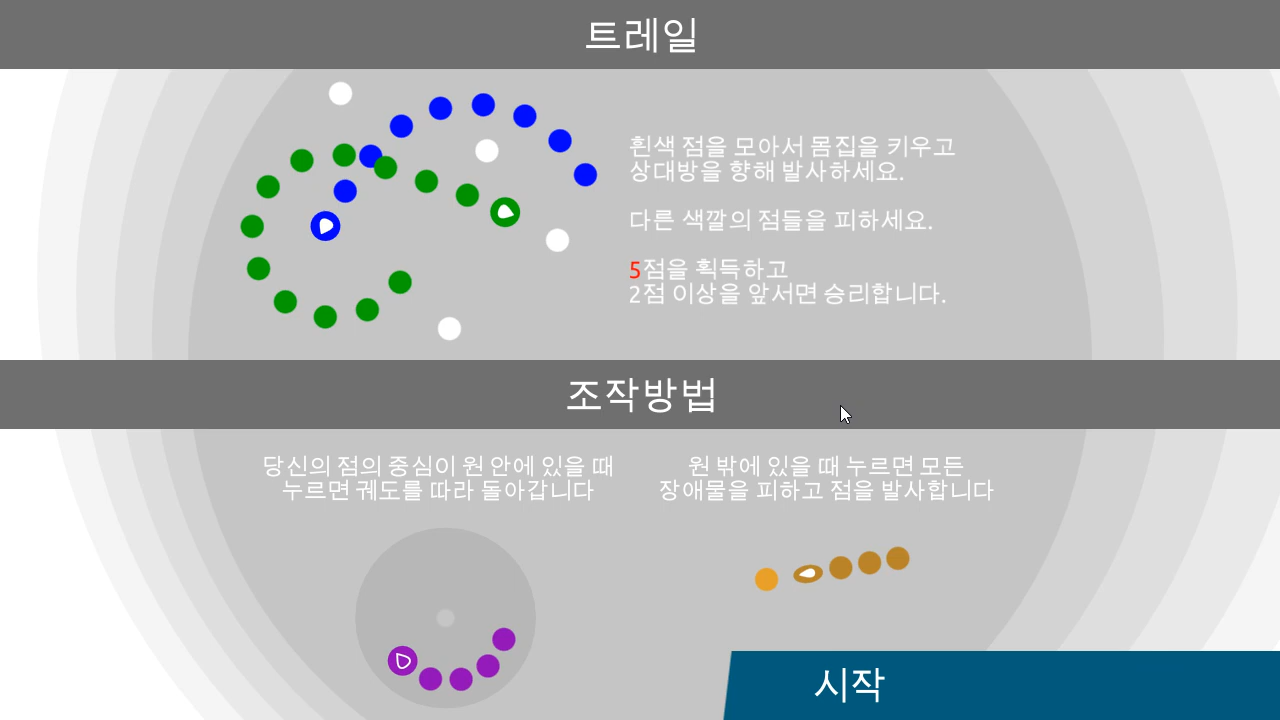 트레일
흰색 점을 모아서 몸집을 키우고
상대방을 향해 발사하세요.
다른 색깔의 점들을 피하세요.
5점을 획득하고
2점 이상을 앞서면 승리합니다.
조작방법
당신의 점의 중심이 원 안에 있을 때
누르면 궤도를 따라 돌아갑니다
원 밖에 있을 때 누르면 모든
장애물을 피하고 점을 발사합니다
시작